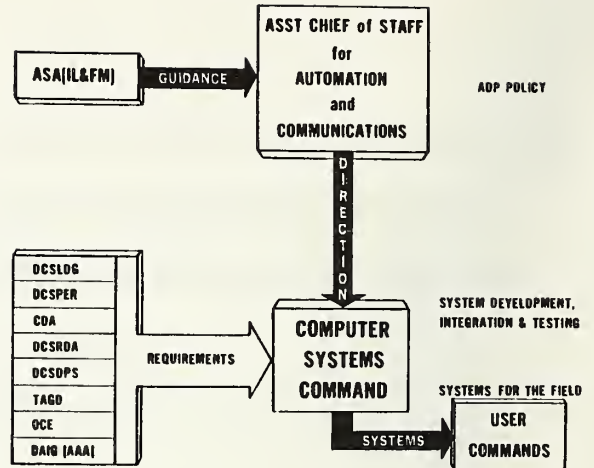 ASST CHIEF of STAFF
for
AUTOMATION
and
COMMUNICATIONS
ASA(IL&FM)
GUIDANCE
ADP POLICY
DIRECTION
DCSLOG
DCSPER
COA
DCSRDA
DCSOPS
TAGO
OCE
DAIG (AAA(
REQUIREMENTS
COMPUTER
SYSTEMS
COMMAND
SYSTEM DEVELOPMENT,
INTEGRATION & TESTING
SYSTEMS FOR THE FIELD
SYSTEMS
USER
COMMANDS